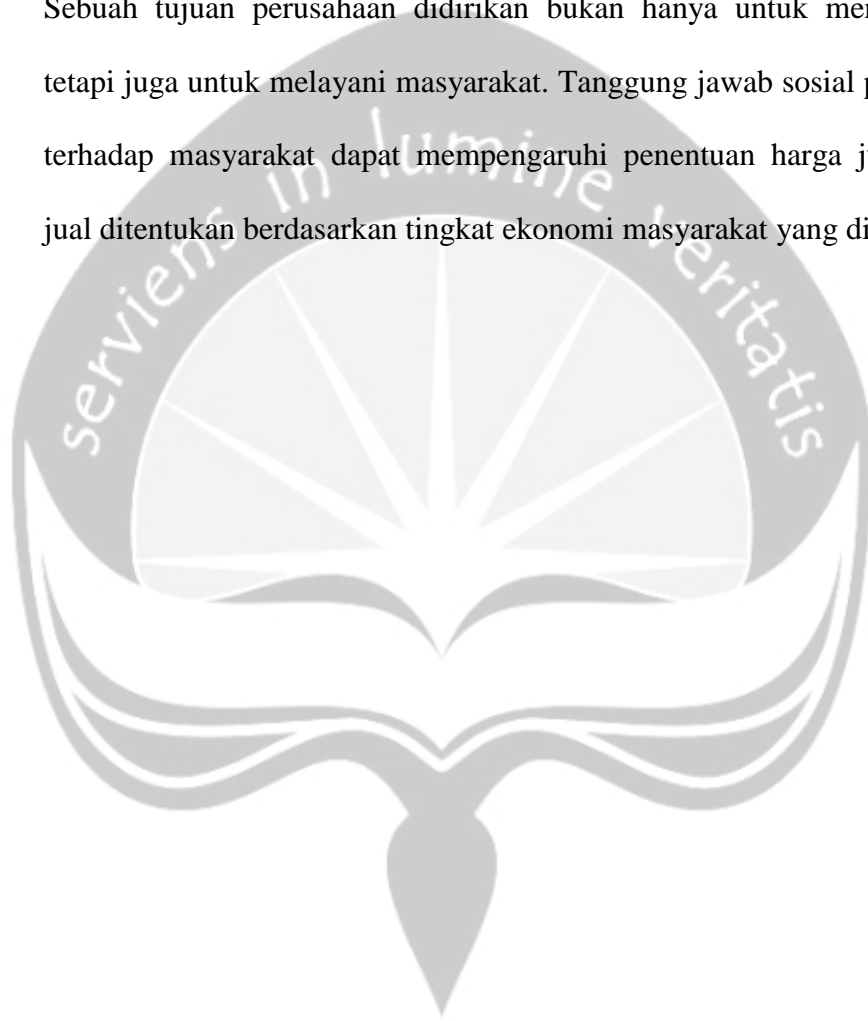 Sebuah tujuan perusahaan didirikan bukan hanya untuk
tetapi juga untuk melayani masyarakat. Tanggung jawab sosial
terhadap masyarakat dapat mempengaruhi penentuan harga
jual ditentukan berdasarkan tingkat ekonomi masyarakat yang
serviens in lumine veritatis